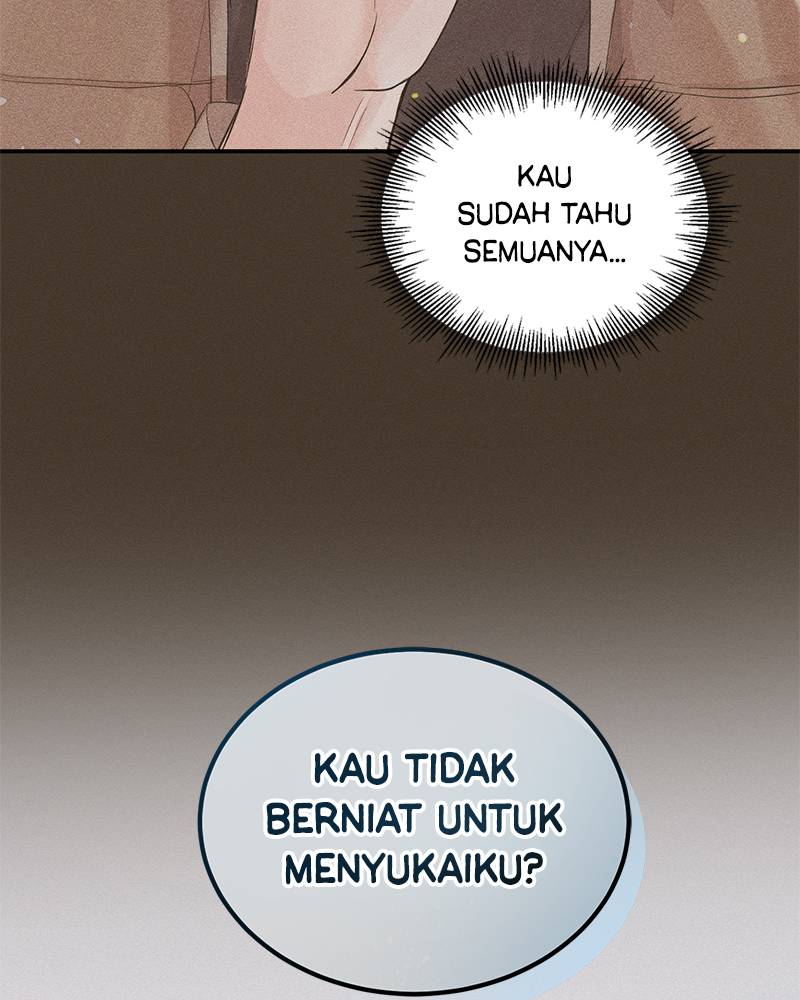 KAU
SUDAH TAHU
SEMUANYA...
KAU TIDAK
BERNIAT UNTUK
MENYUKAIKU?